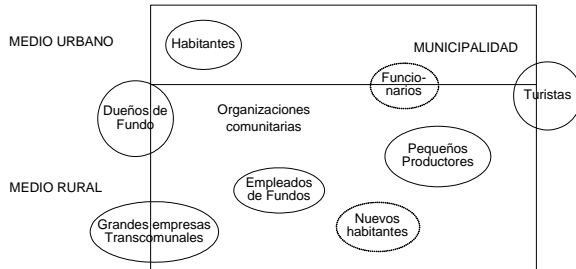 MEDIO URBANO
Habitantes
MUNICIPALIDAD
Funcio-
narios
Turistas
Dueños de
Fundo
Organizaciones
comunitarias
Pequeños
Productores
MEDIO RURAL
Empleados
de Fundos
Nuevos
habitantes
Grandes empresas
Transcomunales